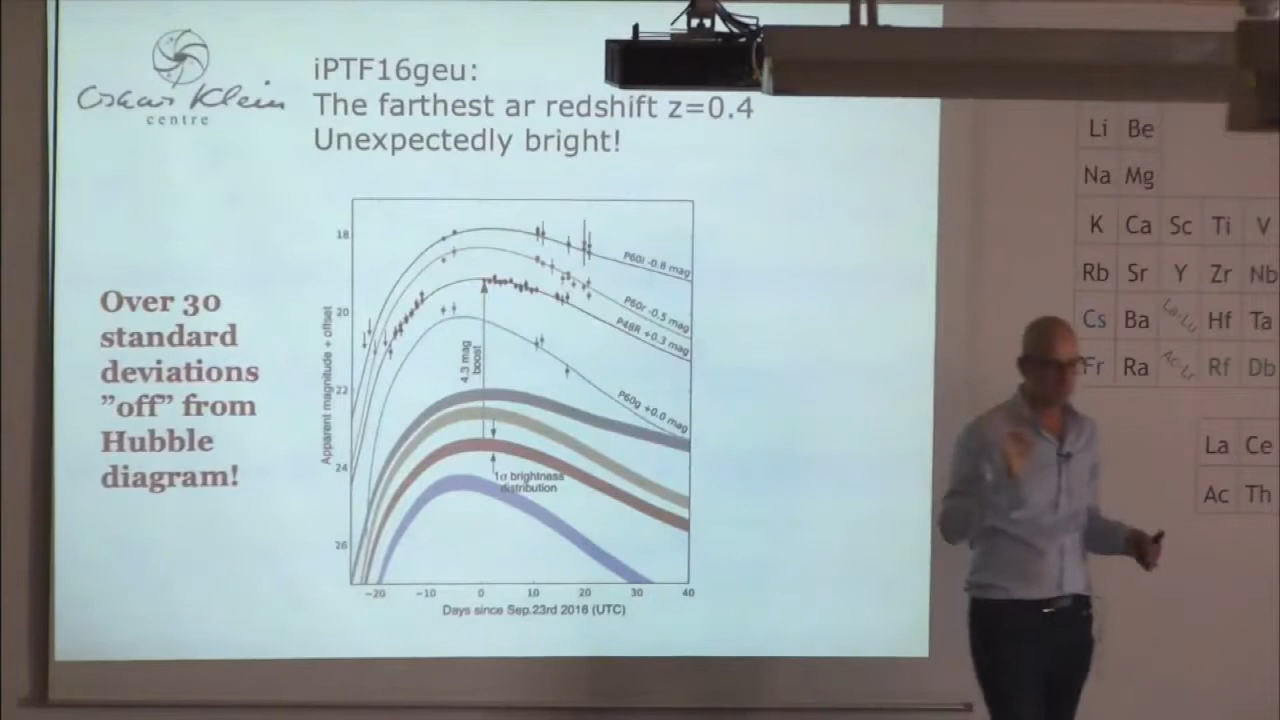 Oskar Klein
centre
iPTF16geu:
The farthest ar redshift z=0.4
Unexpectedly bright!
Over 30
standard
deviations
”off” from
Hubble
diagram!
Apparent magnitude + offset
18
20
22
24
26
P60i -0.8 mag
P60r -0.5 mag
P48R +0.3 mag
P60g +0.0 mag
4.3 mag
boost
1σ brightness
distribution
−20 −10 0 10 20 30 40
Days since Sep.23rd 2016 (UTC)
Li Be
Na Mg
K Ca Sc Ti V
Rb Sr Y Zr Nb
Cs Ba La-Lu Hf Ta
Fr Ra Ac-Lr Rf Db
La Ce
Ac Th